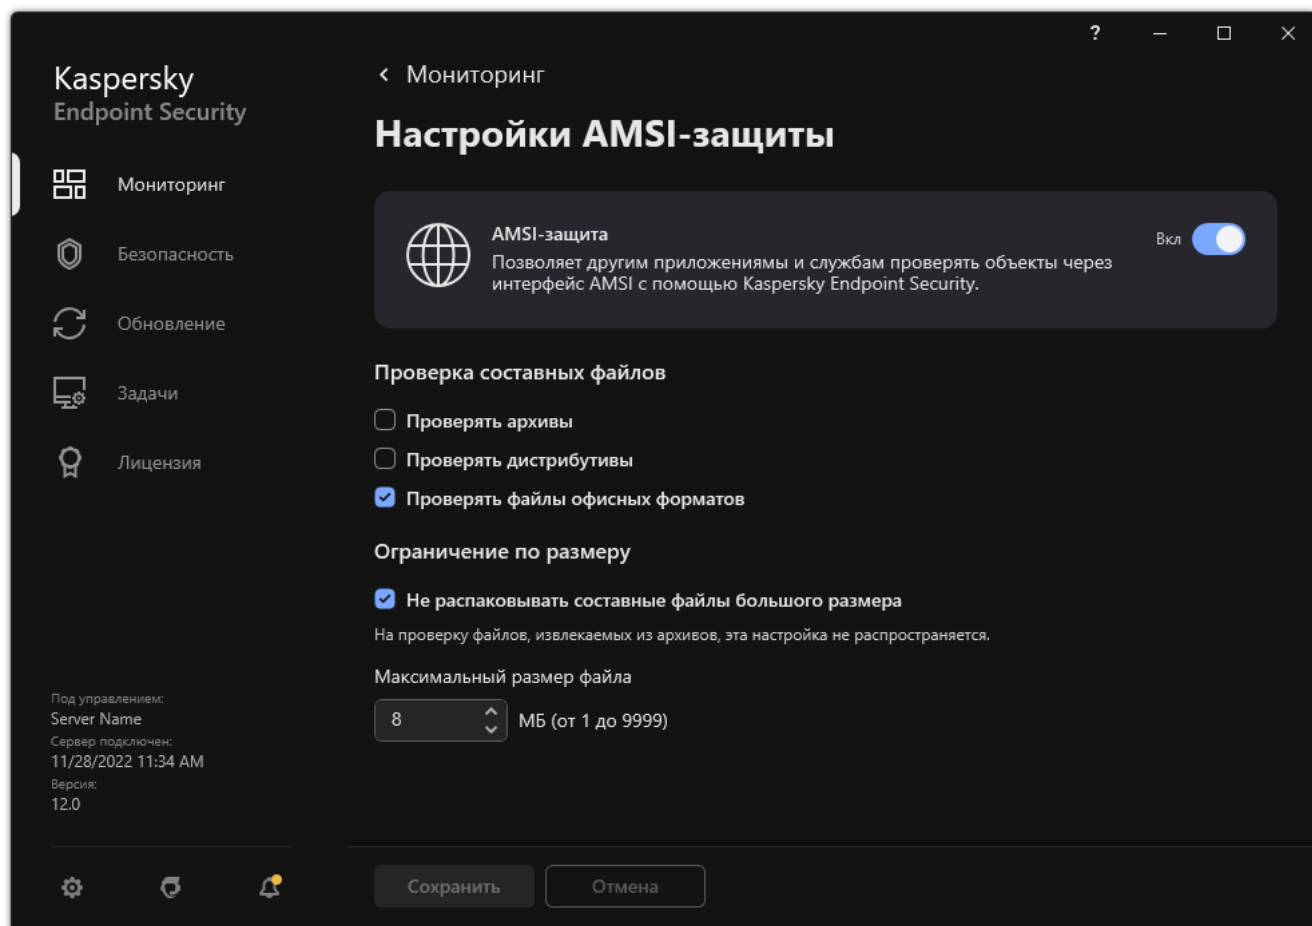 ?
Kaspersky
Endpoint Security
Мониторинг
Безопасность
Обновление
Задачи
Лицензия
Под управлением:
Server Name
Сервер подключен:
11/28/2022 11:34 AM
Версия:
12.0
Мониторинг
Настройки AMSI-защиты
AMSI-защита
Позволяет другим приложениямы и службам проверять объекты через
интерфейс AMSI с помощью Kaspersky Endpoint Security.
Вкл
Проверка составных файлов
Проверять архивы
Проверять дистрибутивы
Проверять файлы офисных форматов
Ограничение по размеру
Не распаковывать составные файлы большого размера
На проверку файлов, извлекаемых из архивов, эта настройка не распространяется.
Максимальный размер файла
8 МБ (от 1 до 9999)
Сохранить Отмена